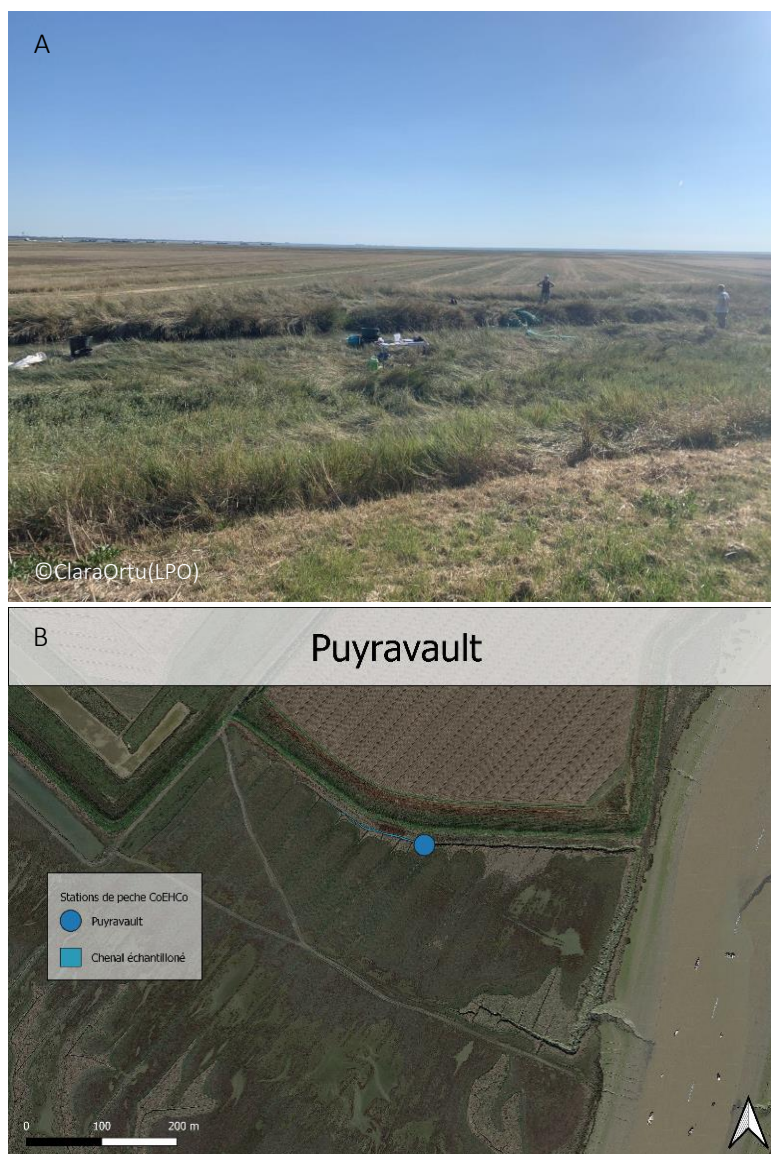 A
©ClaraOrtu(LPO)
B
Puyravault
Stations de peche CoEHCo
Puyravault
Chenal échantilloné
0 100 200 m